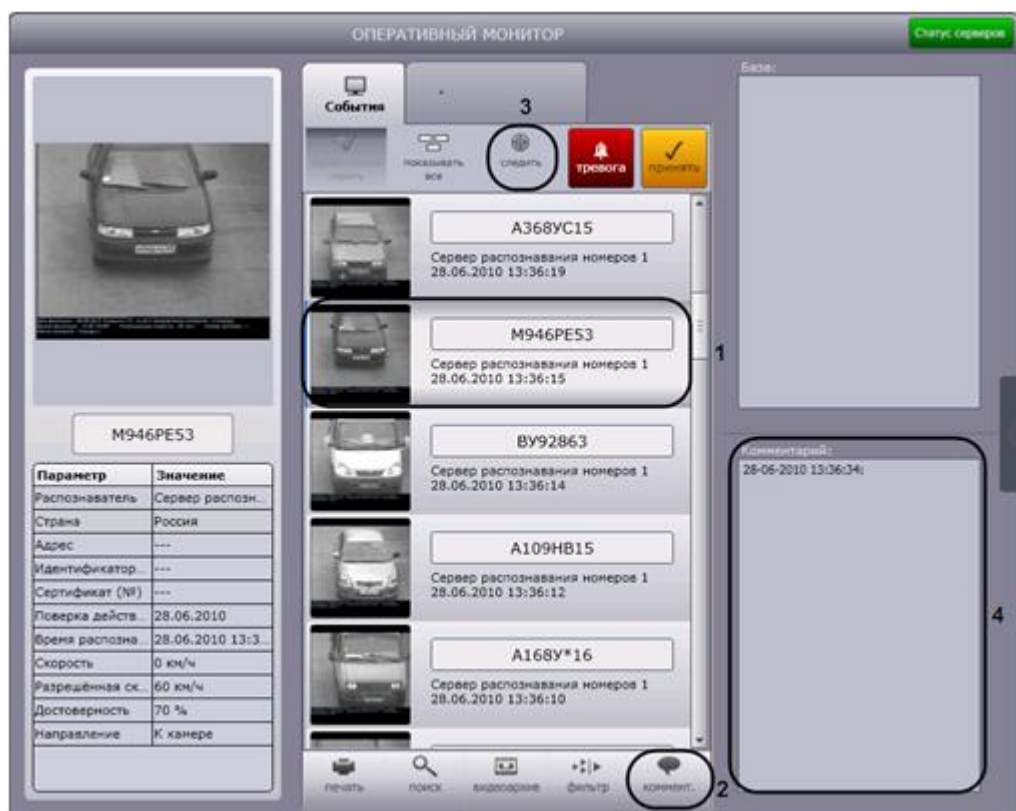 ОПЕРАТИВНЫЙ МОНИТОР
Статус серверов
М946РЕ53
Параметр Значение
Распознаватель Сервер распозн...
Страна Россия
Адрес ---
Идентификатор... ---
Сертификат (№) ---
Поверка действ... 28.06.2010
Время распозна... 28.06.2010 13:3...
Скорость 0 км/ч
Разрешённая ск... 60 км/ч
Достоверность 70 %
Направление К камере
События
3
показывать все
следить
тревога
принять
А368УС15
Сервер распознавания номеров 1
28.06.2010 13:36:19
М946РЕ53
Сервер распознавания номеров 1
28.06.2010 13:36:15
1
ВУ92863
Сервер распознавания номеров 1
28.06.2010 13:36:14
А109НВ15
Сервер распознавания номеров 1
28.06.2010 13:36:12
А168У*16
Сервер распознавания номеров 1
28.06.2010 13:36:10
печать
поиск
видеоархив
фильтр
коммент.
2
База:
Комментарий:
28-06-2010 13:36:34:
4